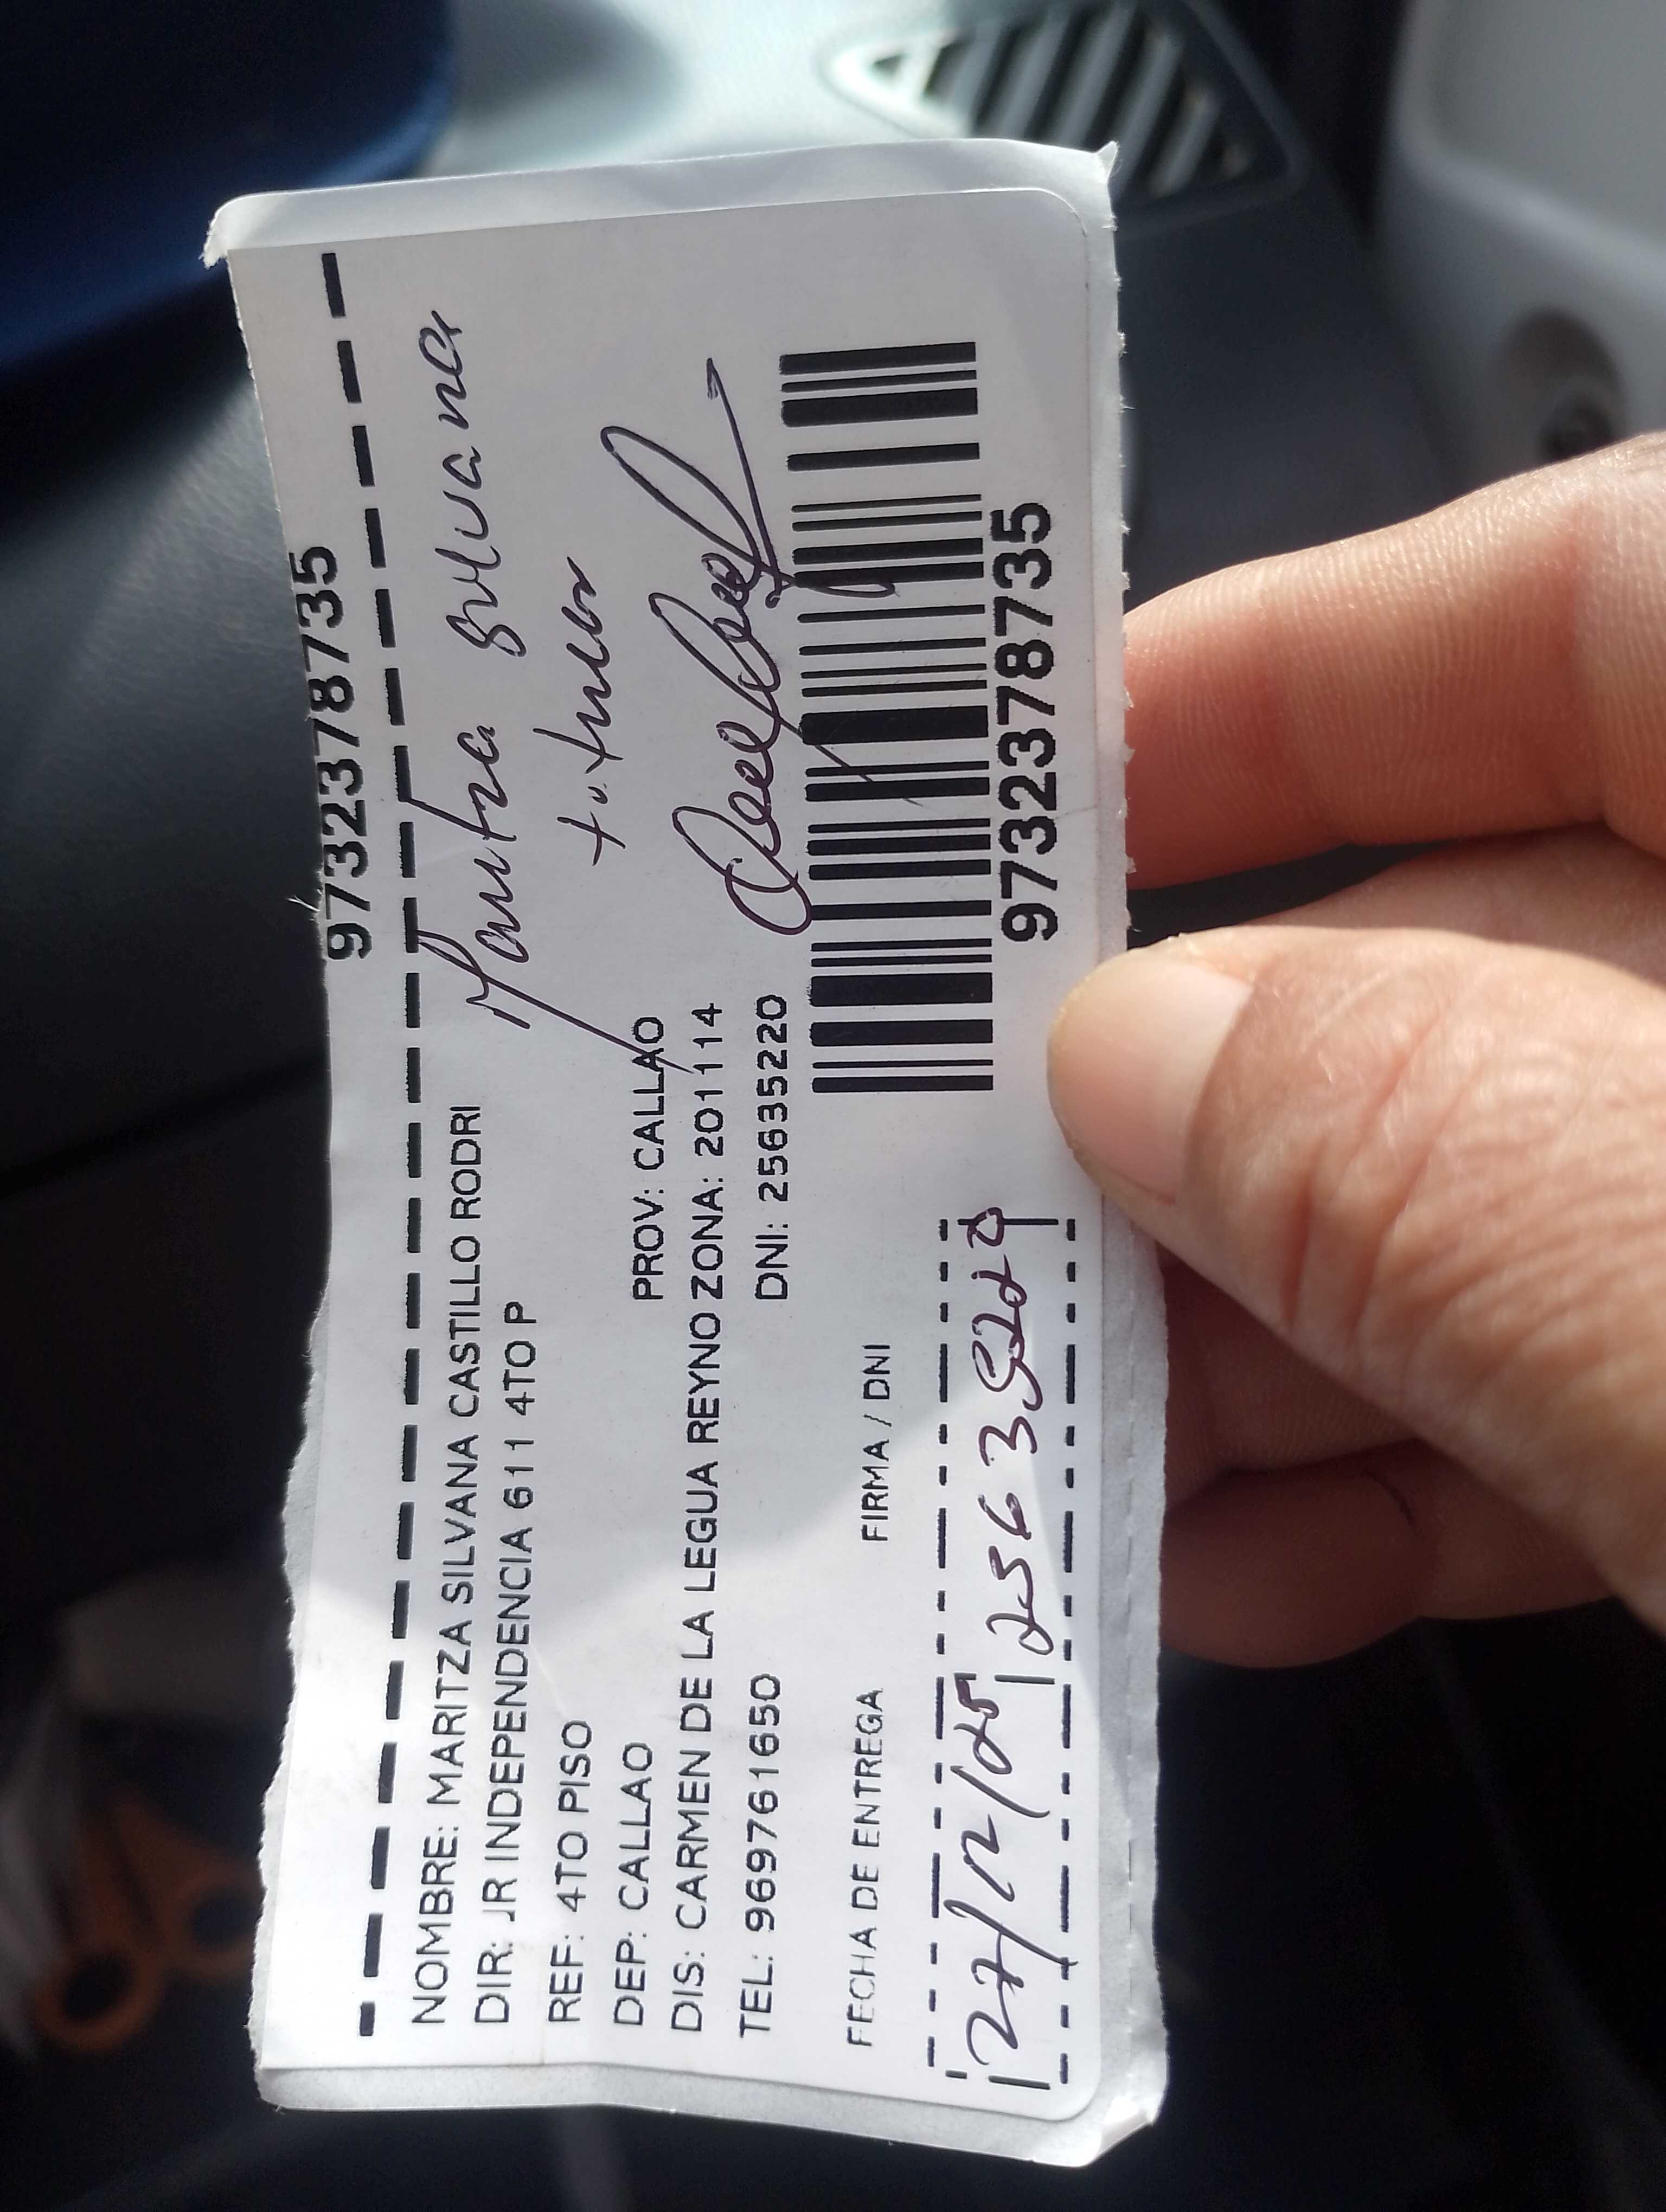 9732378735
NOMBRE: MARITZA SILVANA CASTILLO RODRI
Maritza Silvana
DIR: JR INDEPENDENCIA 611 4TO P
REF: 4TO PISO
titular
DEP: CALLAO PROV: CALLAO
DIS: CARMEN DE LA LEGUA REYNO ZONA: 201114
TEL: 969761650 DNI: 25635220
FECHA DE ENTREGA FIRMA / DNI
27/12/25 25635220
9732378735